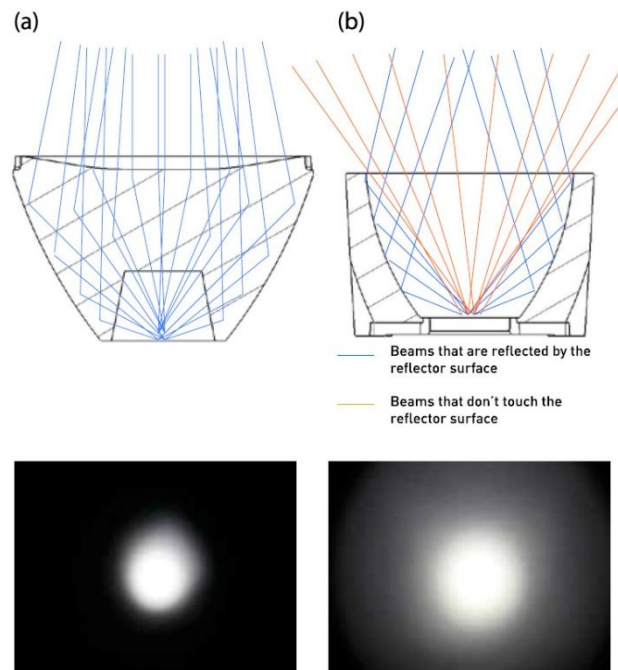 (a)
(b)
Beams that are reflected by the
reflector surface
Beams that don't touch the
reflector surface